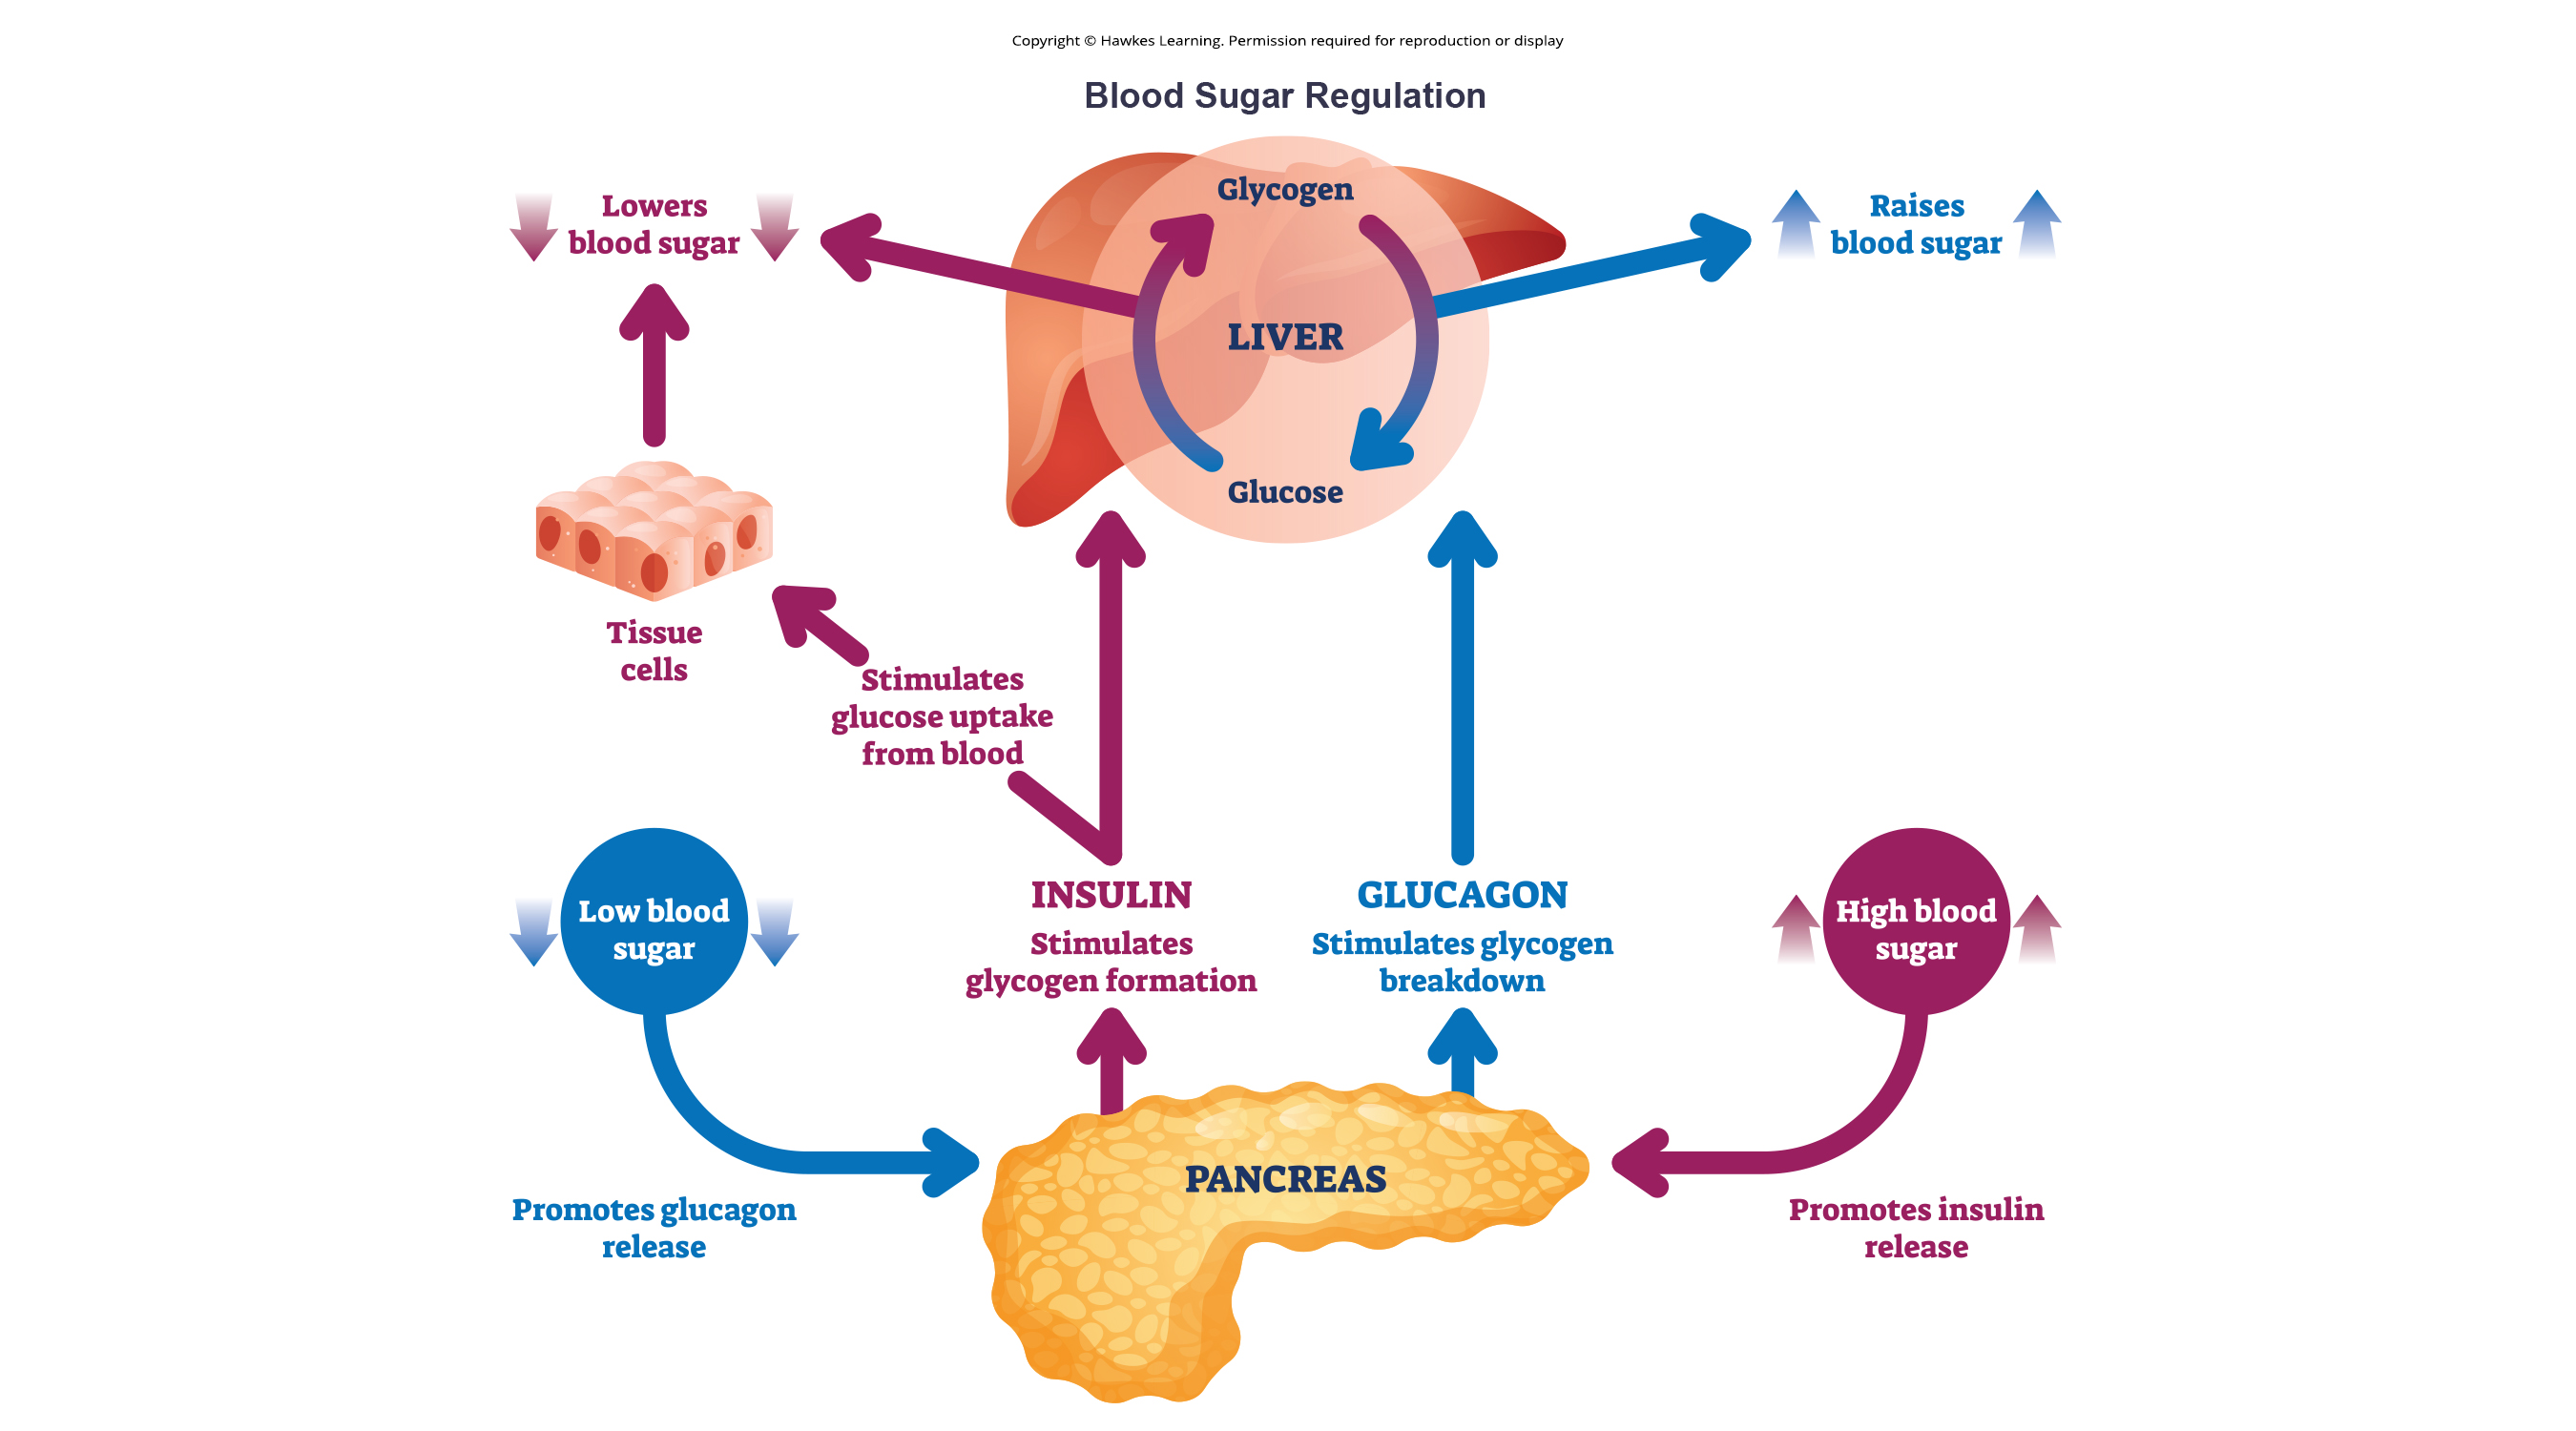 Copyright © Hawkes Learning. Permission required for reproduction or display
Blood Sugar Regulation
Glycogen
Lowers
blood sugar
Raises
blood sugar
LIVER
Glucose
Tissue
cells
Stimulates
glucose uptake
from blood
Low blood
sugar
INSULIN
Stimulates
glycogen formation
GLUCAGON
Stimulates glycogen
breakdown
High blood
sugar
PANCREAS
Promotes glucagon
release
Promotes insulin
release